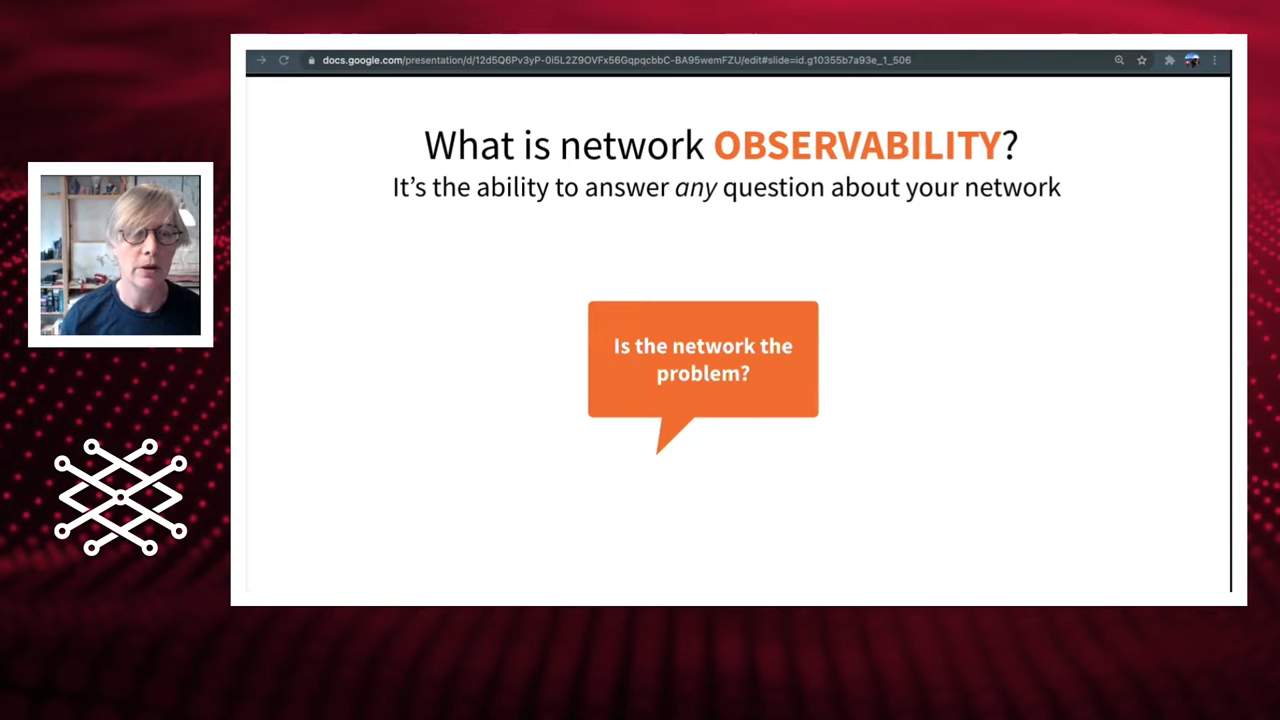 docs.google.com/presentation/d/12d5Q6Pv3yP-0i5L2Z9OVFx56GqpqcbbC-BA95wemFZU/edit#slide=id.g10355b7a93e_1_506
What is network OBSERVABILITY?
It’s the ability to answer any question about your network
Is the network the
problem?